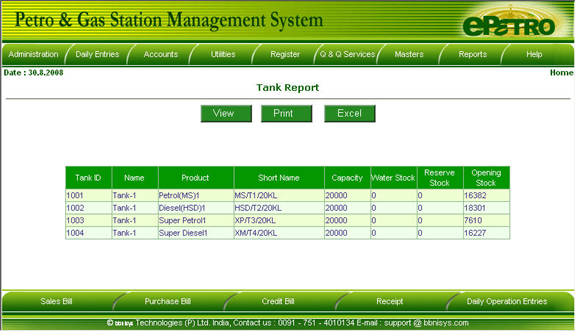 Petro & Gas Station Management System
ePETRO
Administration Daily Entries Accounts Utilities Register Q & Q Services Masters Reports Help
Date : 30.8.2008 Home
Tank Report
View Print Excel
Tank ID Name Product Short Name Capacity Water Stock Reserve Stock Opening Stock
1001 Tank-1 Petrol(MS)1 MS/T1/20KL 20000 0 0 16382
1002 Tank-1 Diesel(HSD)1 HSD/T2/20KL 20000 0 0 18301
1003 Tank-1 Super Petrol1 XP/T3/20KL 20000 0 0 7610
1004 Tank-1 Super Diesel1 XM/T4/20KL 20000 0 0 16227
Sales Bill Purchase Bill Credit Bill Receipt Daily Operation Entries
© bbnisys Technologies (P) Ltd. India, Contact us : 0091 - 751 - 4010134 E-mail : support @ bbnisys.com